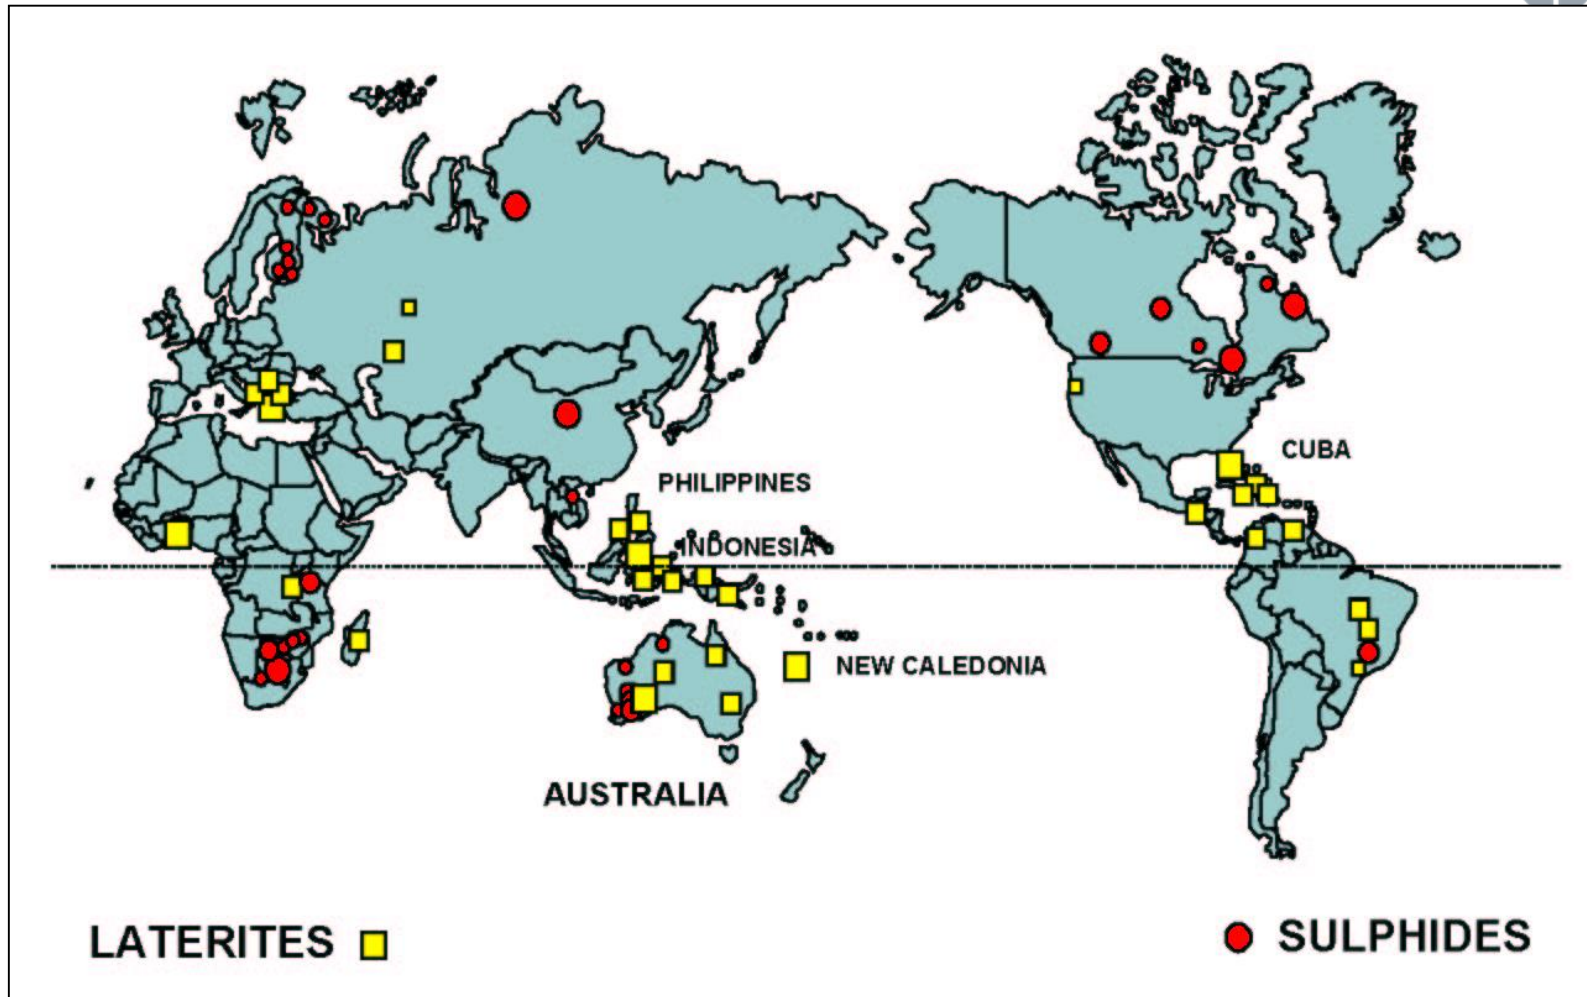 CUBA
PHILIPPINES
INDONESIA
NEW CALEDONIA
AUSTRALIA
LATERITES
SULPHIDES